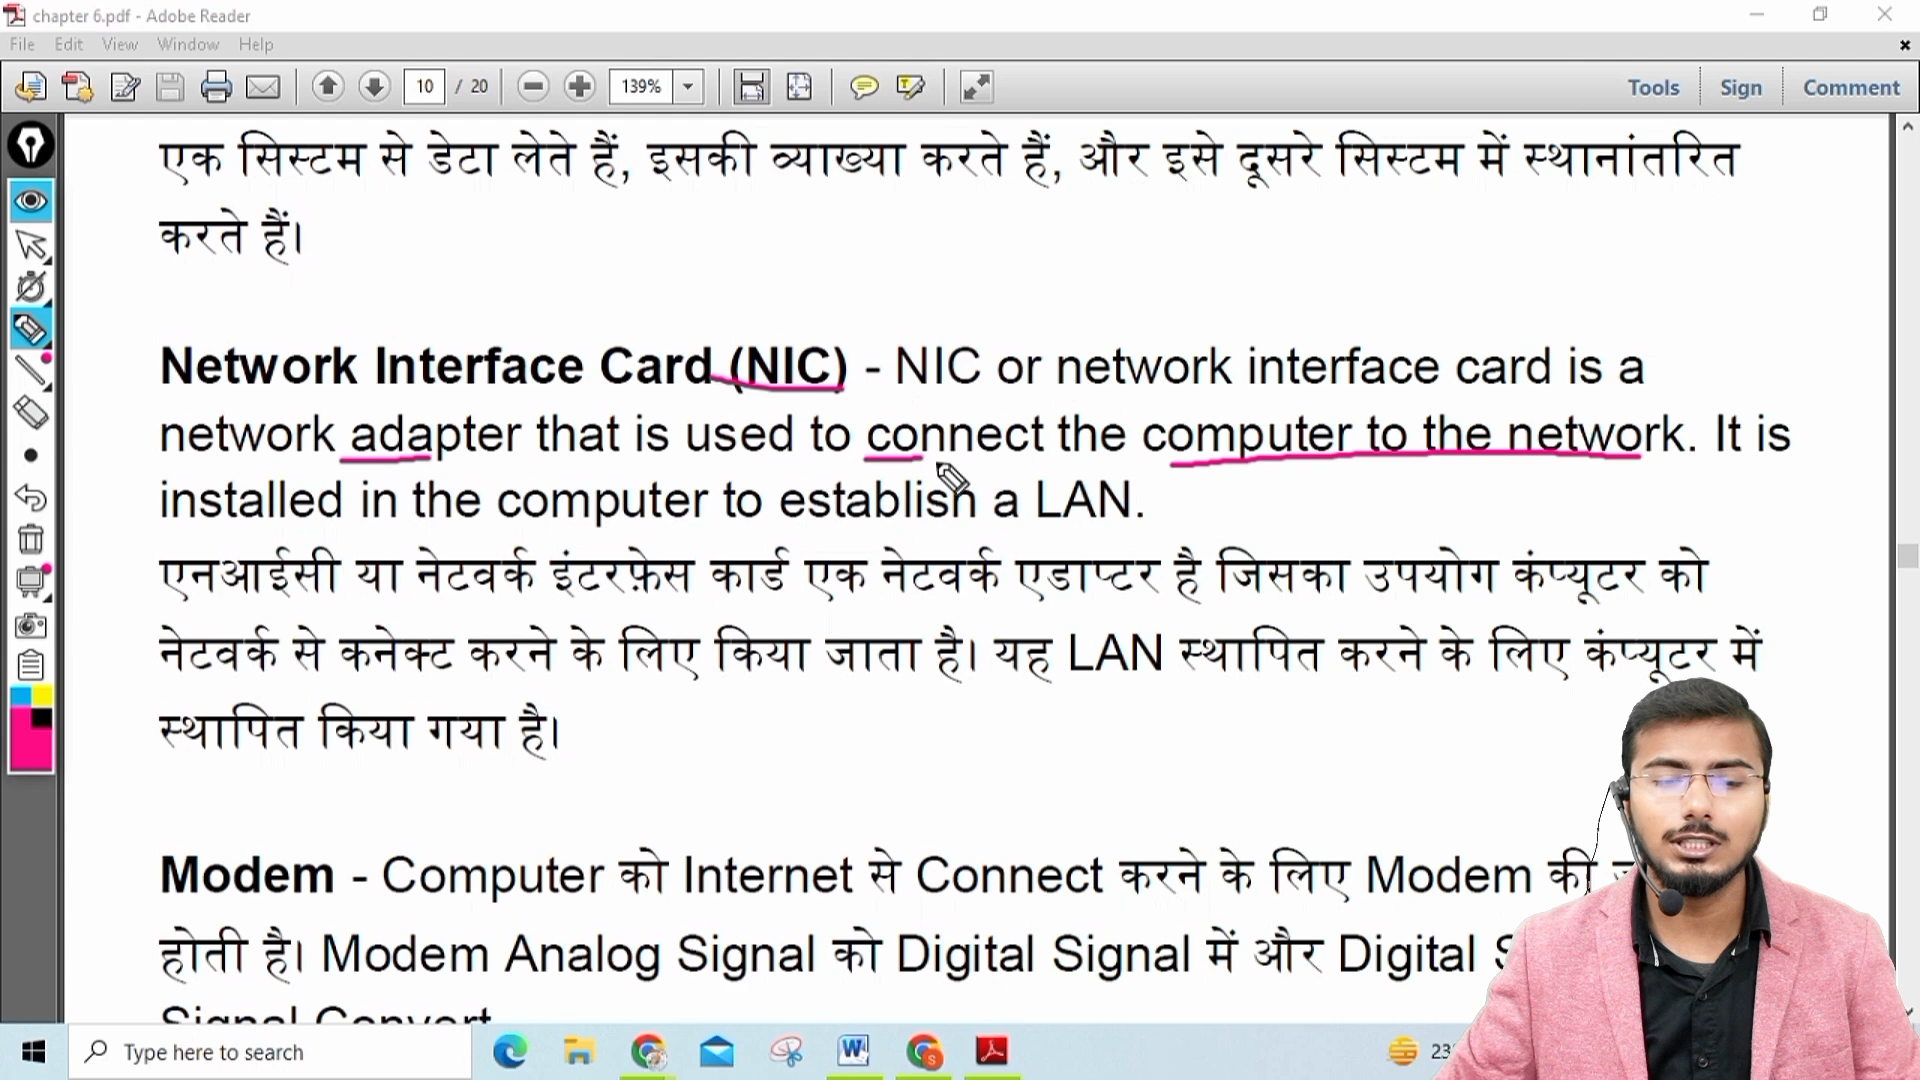 chapter 6.pdf - Adobe Reader
File Edit View Window Help
10 / 20 139% Tools Sign Comment
एक सिस्टम से डेटा लेते हैं, इसकी व्याख्या करते हैं, और इसे दूसरे सिस्टम में स्थानांतरित
करते हैं।
Network Interface Card (NIC) - NIC or network interface card is a
network adapter that is used to connect the computer to the network. It is
installed in the computer to establish a LAN.
एनआईसी या नेटवर्क इंटरफ़ेस कार्ड एक नेटवर्क एडाप्टर है जिसका उपयोग कंप्यूटर को
नेटवर्क से कनेक्ट करने के लिए किया जाता है। यह LAN स्थापित करने के लिए कंप्यूटर में
स्थापित किया गया है।
Modem - Computer को Internet से Connect करने के लिए Modem की
होती है। Modem Analog Signal को Digital Signal में और Digital S
Signal Convert
Type here to search 23